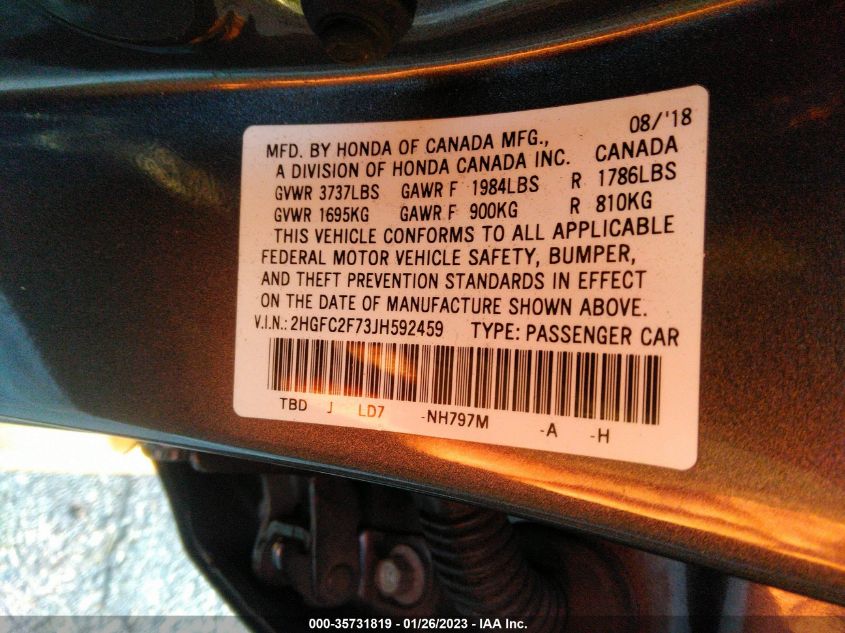 08/'18
MFD. BY HONDA OF CANADA MFG.,
A DIVISION OF HONDA CANADA INC. CANADA
GVWR 3737LBS GAWR F 1984LBS R 1786LBS
GVWR 1695KG GAWR F 900KG R 810KG
THIS VEHICLE CONFORMS TO ALL APPLICABLE
FEDERAL MOTOR VEHICLE SAFETY, BUMPER,
AND THEFT PREVENTION STANDARDS IN EFFECT
ON THE DATE OF MANUFACTURE SHOWN ABOVE.
V.I.N.: 2HGFC2F73JH592459 TYPE: PASSENGER CAR
TBD J LD7 -NH797M -A -H
000-35731819 - 01/26/2023 - IAA Inc.